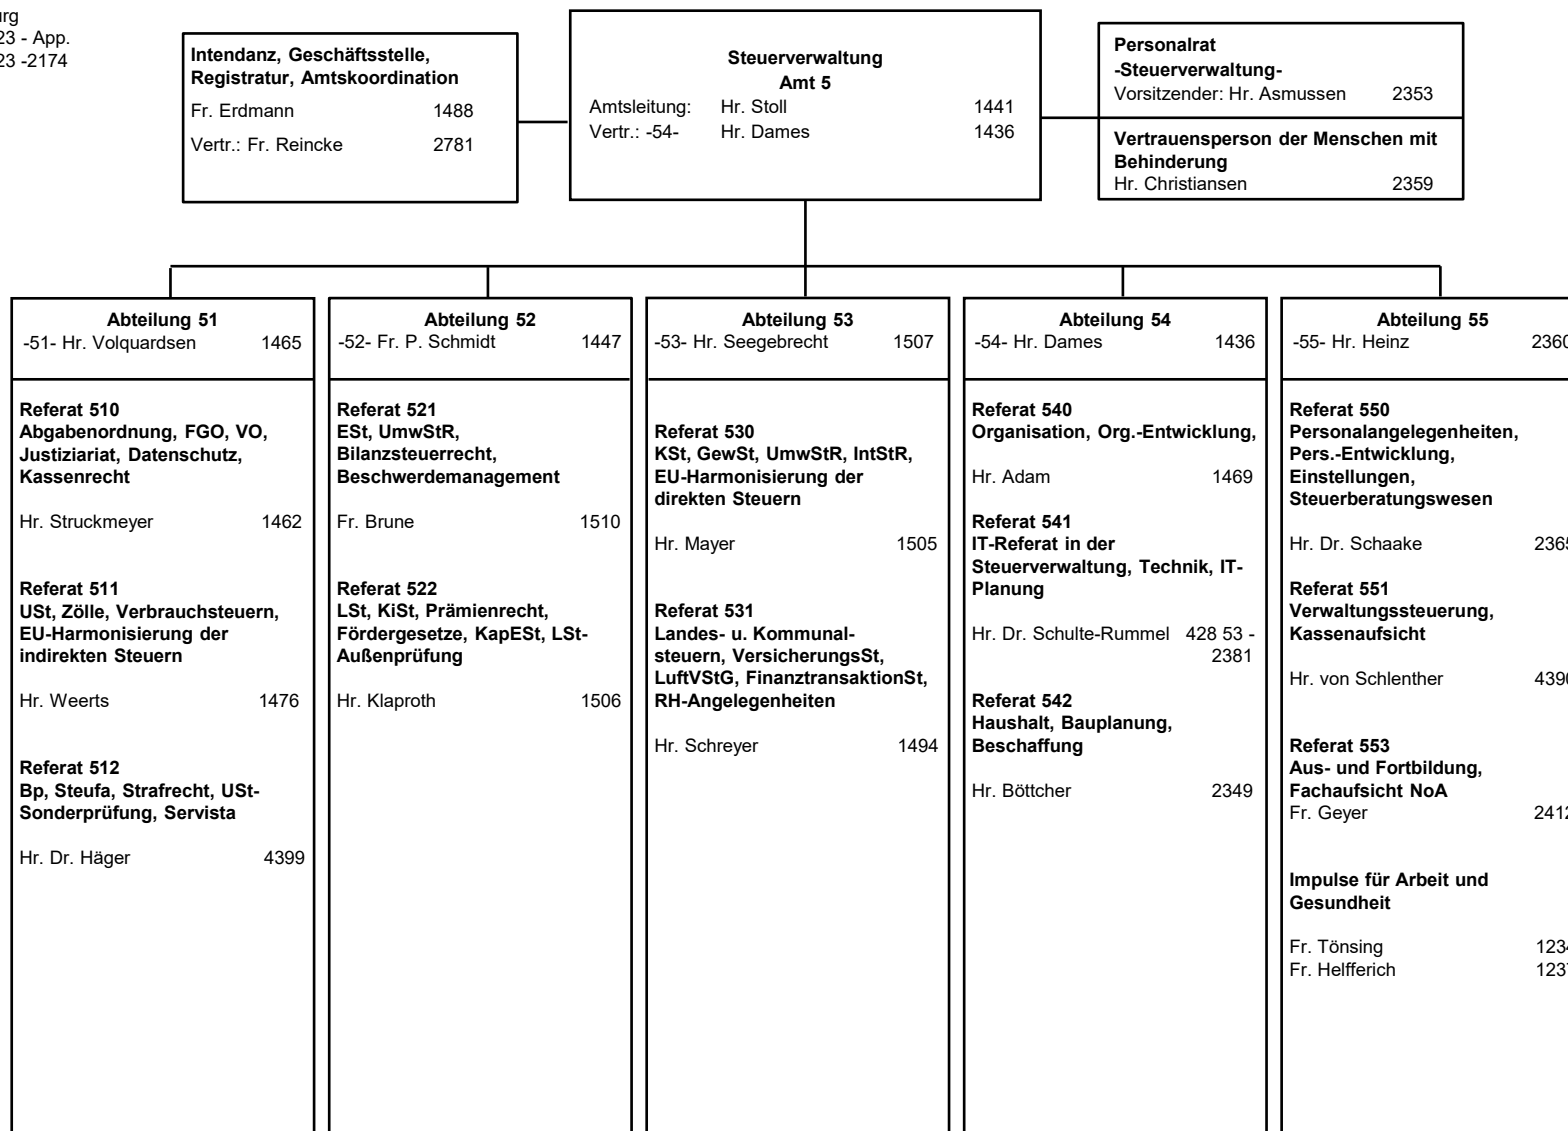 urg
23 - App.
23 -2174
Intendanz, Geschäftsstelle,
Registratur, Amtskoordination
Fr. Erdmann 1488
Vertr.: Fr. Reincke 2781
Steuerverwaltung
Amt 5
Amtsleitung: Hr. Stoll 1441
Vertr.: -54- Hr. Dames 1436
Personalrat
-Steuerverwaltung-
Vorsitzender: Hr. Asmussen 2353
Vertrauensperson der Menschen mit
Behinderung
Hr. Christiansen 2359
Abteilung 51
-51- Hr. Volquardsen 1465
Referat 510
Abgabenordnung, FGO, VO,
Justiziariat, Datenschutz,
Kassenrecht
Hr. Struckmeyer 1462
Referat 511
USt, Zölle, Verbrauchsteuern,
EU-Harmonisierung der
indirekten Steuern
Hr. Weerts 1476
Referat 512
Bp, Steufa, Strafrecht, USt-
Sonderprüfung, Servista
Hr. Dr. Häger 4399
Abteilung 52
-52- Fr. P. Schmidt 1447
Referat 521
ESt, UmwStR,
Bilanzsteuerrecht,
Beschwerdemanagement
Fr. Brune 1510
Referat 522
LSt, KiSt, Prämienrecht,
Fördergesetze, KapESt, LSt-
Außenprüfung
Hr. Klaproth 1506
Abteilung 53
-53- Hr. Seegebrecht 1507
Referat 530
KSt, GewSt, UmwStR, IntStR,
EU-Harmonisierung der
direkten Steuern
Hr. Mayer 1505
Referat 531
Landes- u. Kommunal-
steuern, VersicherungsSt,
LuftVStG, FinanztransaktionSt,
RH-Angelegenheiten
Hr. Schreyer 1494
Abteilung 54
-54- Hr. Dames 1436
Referat 540
Organisation, Org.-Entwicklung,
Hr. Adam 1469
Referat 541
IT-Referat in der
Steuerverwaltung, Technik, IT-
Planung
Hr. Dr. Schulte-Rummel 428 53 -
2381
Referat 542
Haushalt, Bauplanung,
Beschaffung
Hr. Böttcher 2349
Abteilung 55
-55- Hr. Heinz 2360
Referat 550
Personalangelegenheiten,
Pers.-Entwicklung,
Einstellungen,
Steuerberatungswesen
Hr. Dr. Schaake 2365
Referat 551
Verwaltungssteuerung,
Kassenaufsicht
Hr. von Schlenther 4396
Referat 553
Aus- und Fortbildung,
Fachaufsicht NoA
Fr. Geyer 2412
Impulse für Arbeit und
Gesundheit
Fr. Tönsing 1234
Fr. Helfferich 1237